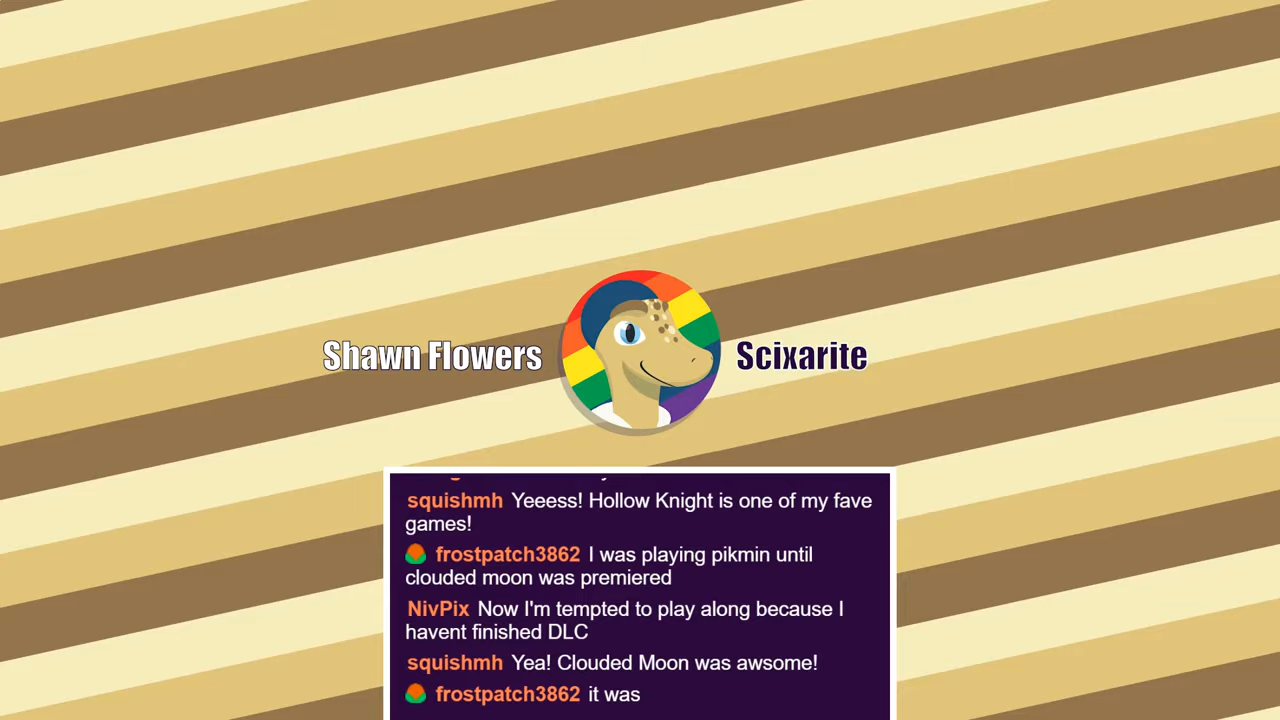 Shawn Flowers
Scixarite
squishmh Yeeess! Hollow Knight is one of my fave
games!
frostpatch3862 I was playing pikmin until
clouded moon was premiered
NivPix Now I'm tempted to play along because I
havent finished DLC
squishmh Yea! Clouded Moon was awsome!
frostpatch3862 it was